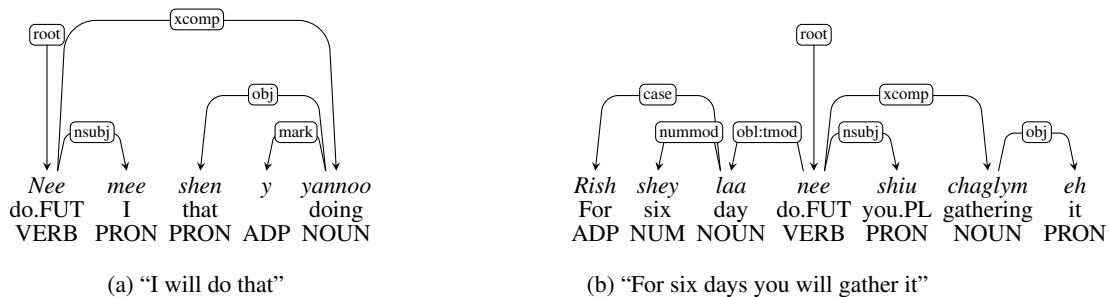 root xcomp
obj
nsubj mark
Nee mee shen y yannoo
do.FUT I that doing
VERB PRON PRON ADP NOUN
(a) “I will do that”
root
case xcomp
nummod obl:tmod nsubj obj
Rish shey laa nee shiu chaglym eh
For six day do.FUT you.PL gathering it
ADP NUM NOUN VERB PRON NOUN PRON
(b) “For six days you will gather it”